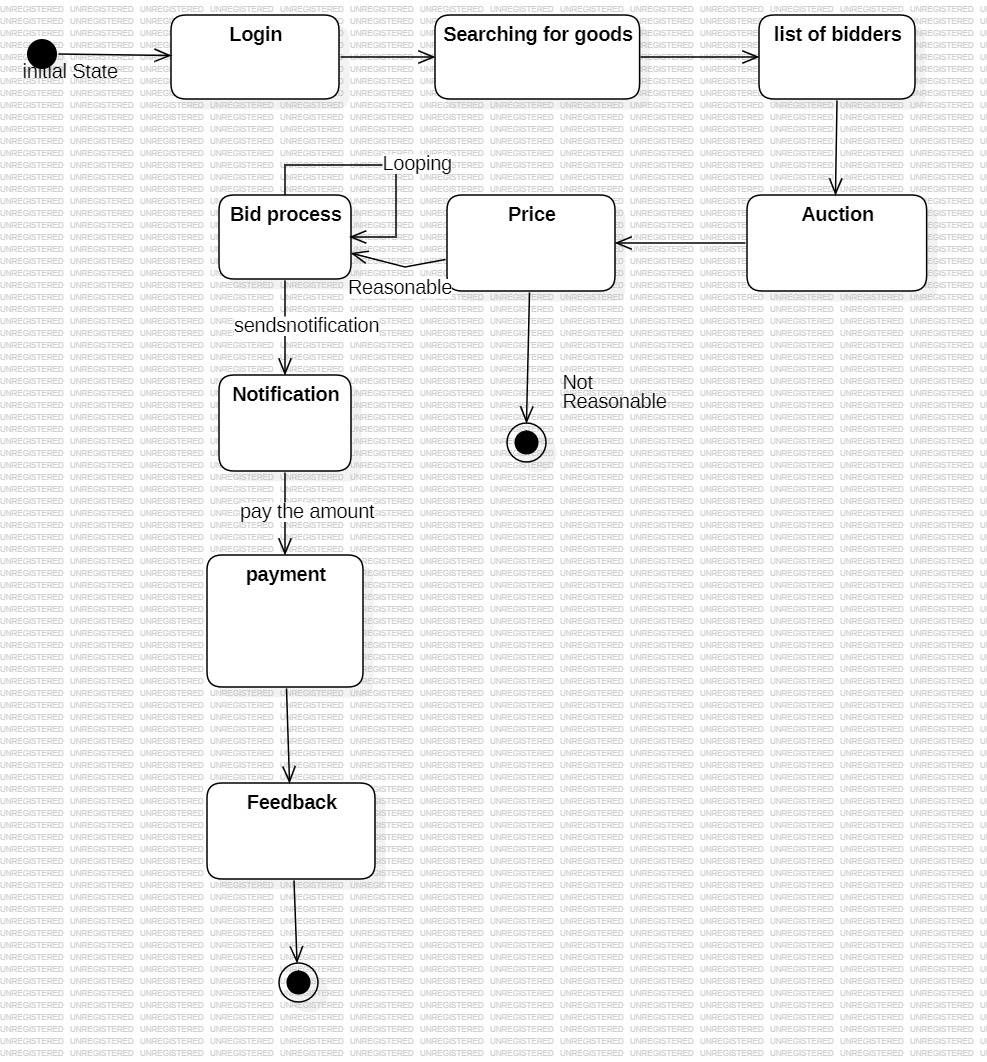 Login
Searching for goods
list of bidders
initial State
Looping
Bid process
Price
Auction
Reasonable
sendsnotification
Not
Reasonable
Notification
pay the amount
payment
Feedback
UNREGISTERED